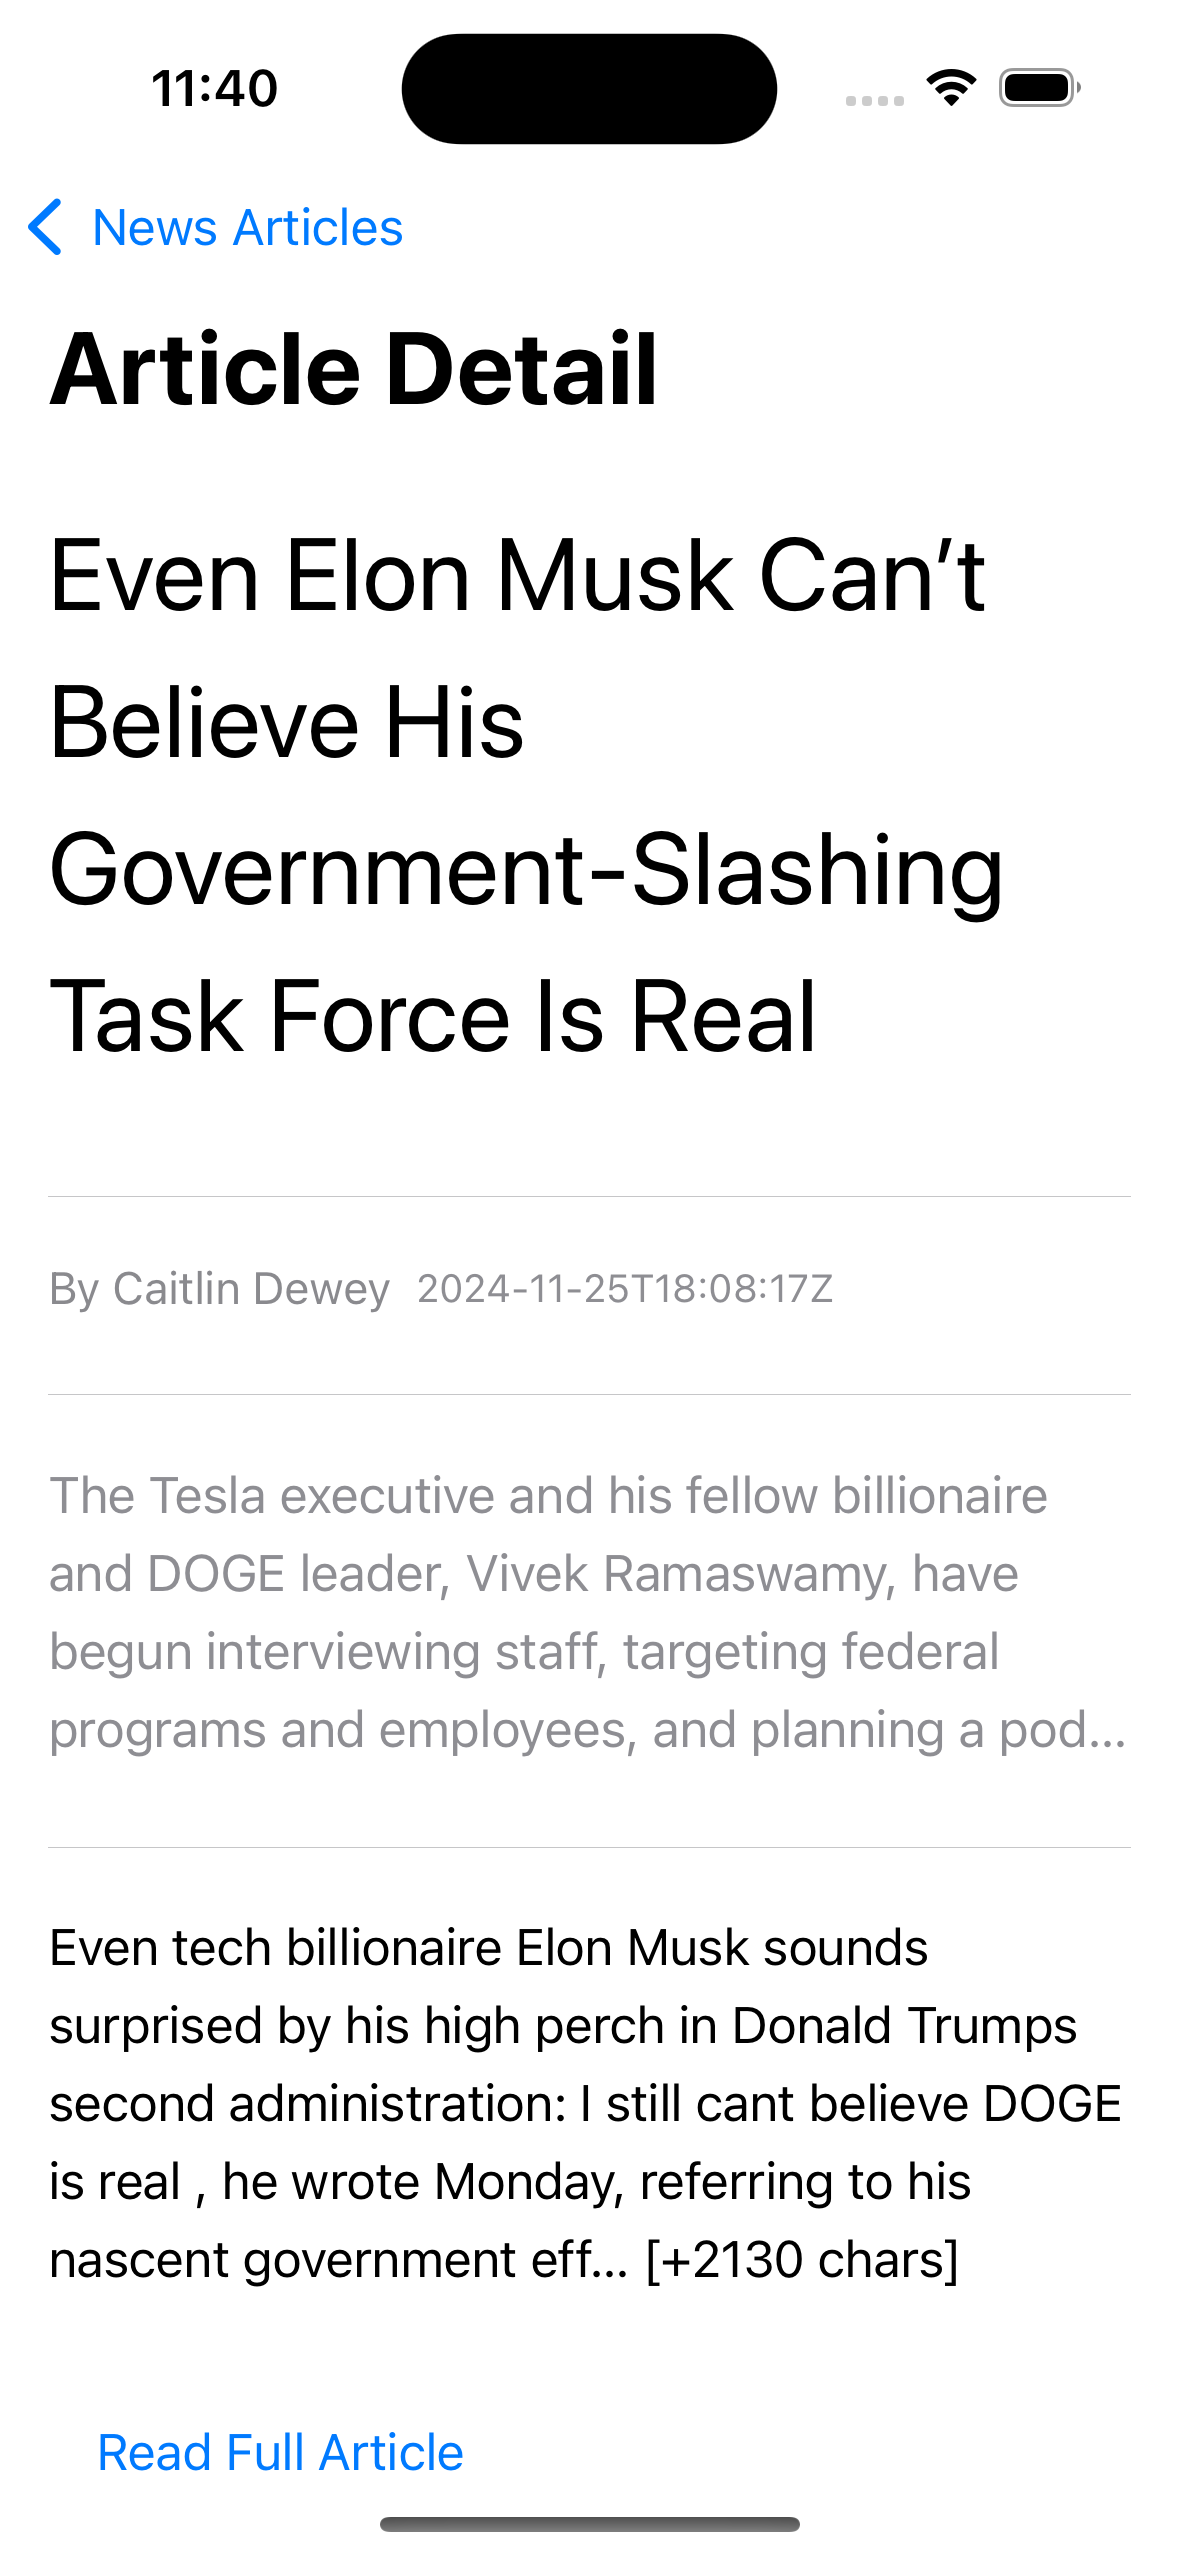 11:40
News Articles
Article Detail
Even Elon Musk Can’t
Believe His
Government-Slashing
Task Force Is Real
By Caitlin Dewey 2024-11-25T18:08:17Z
The Tesla executive and his fellow billionaire
and DOGE leader, Vivek Ramaswamy, have
begun interviewing staff, targeting federal
programs and employees, and planning a pod…
Even tech billionaire Elon Musk sounds
surprised by his high perch in Donald Trumps
second administration: I still cant believe DOGE
is real , he wrote Monday, referring to his
nascent government eff… [+2130 chars]
Read Full Article